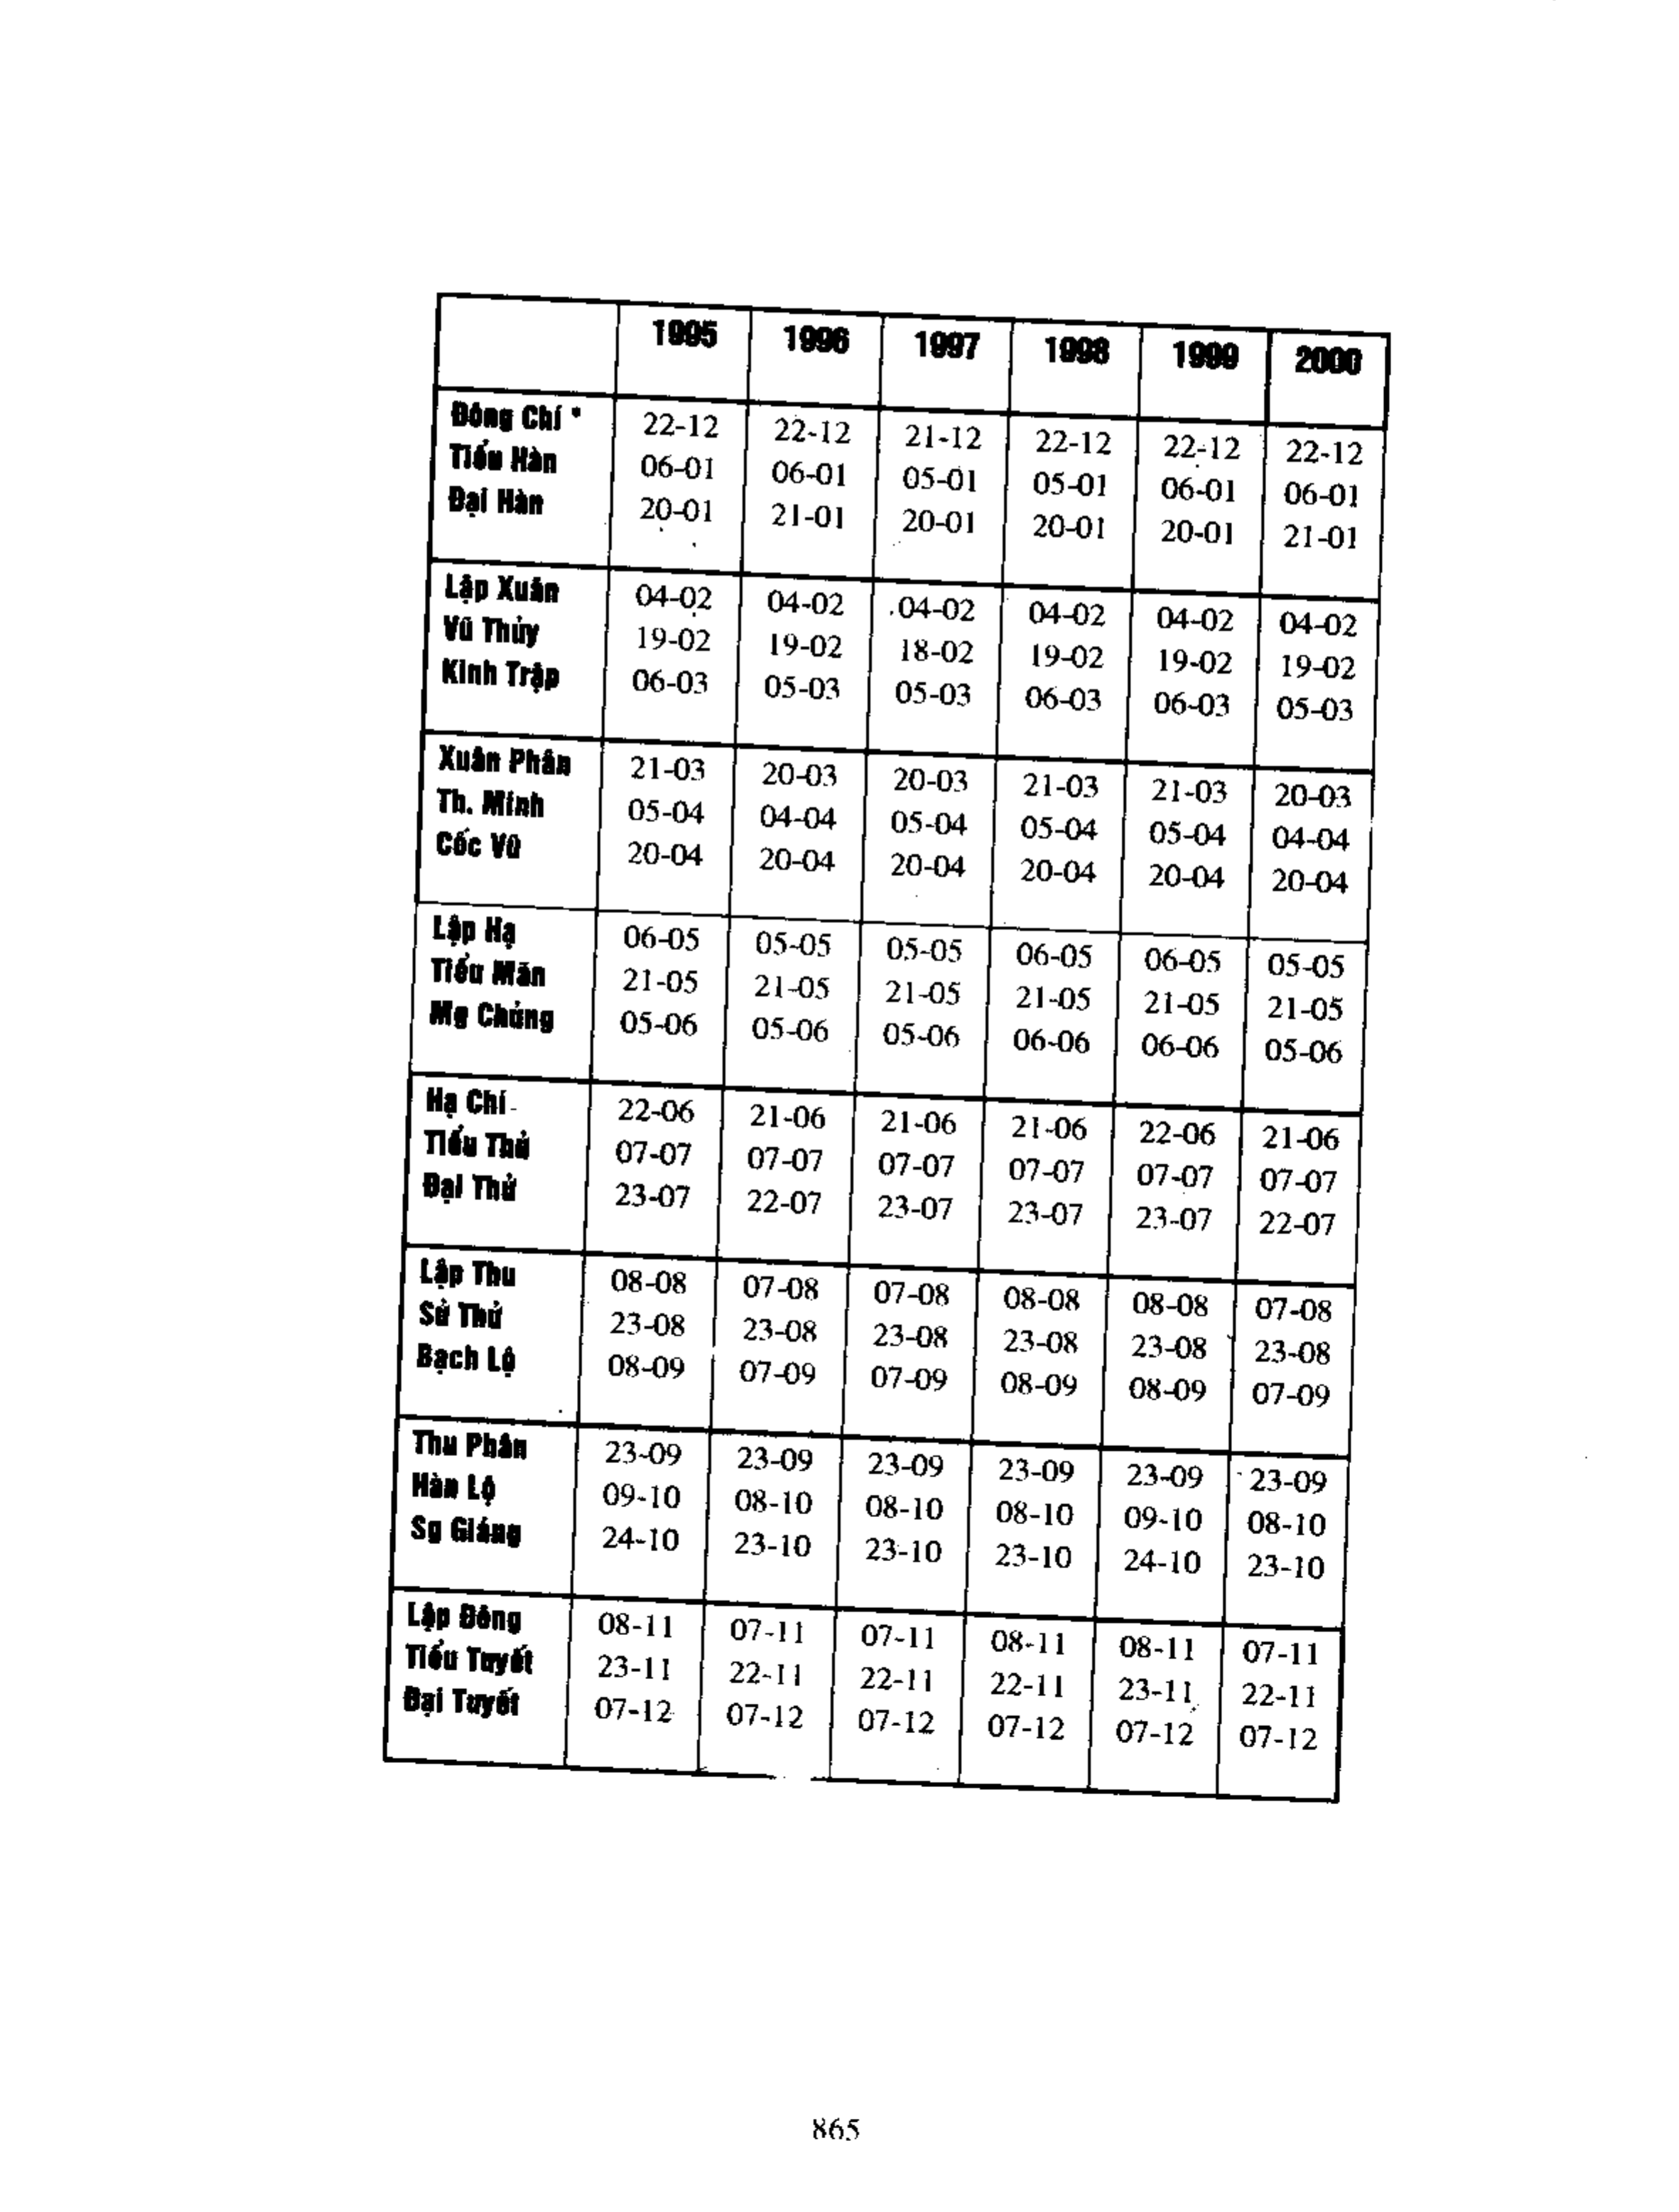 1995 1996 1997 1998 1999 2000
Đông Chí * 22-12 22-12 21-12 22-12 22-12 22-12
Tiểu Hàn 06-01 06-01 05-01 05-01 06-01 06-01
Đại Hàn 20-01 21-01 20-01 20-01 20-01 21-01
Lập Xuân 04-02 04-02 04-02 04-02 04-02 04-02
Vũ Thủy 19-02 19-02 18-02 19-02 19-02 19-02
Kinh Trập 06-03 05-03 05-03 06-03 06-03 05-03
Xuân Phân 21-03 20-03 20-03 21-03 21-03 20-03
Th. Minh 05-04 04-04 05-04 05-04 05-04 04-04
Cốc Vũ 20-04 20-04 20-04 20-04 20-04 20-04
Lập Hạ 06-05 05-05 05-05 06-05 06-05 05-05
Tiểu Mãn 21-05 21-05 21-05 21-05 21-05 21-05
Mg Chủng 05-06 05-06 05-06 06-06 06-06 05-06
Hạ Chí 22-06 21-06 21-06 21-06 22-06 21-06
Tiểu Thử 07-07 07-07 07-07 07-07 07-07 07-07
Đại Thử 23-07 22-07 23-07 23-07 23-07 22-07
Lập Thu 08-08 07-08 07-08 08-08 08-08 07-08
Sử Thử 23-08 23-08 23-08 23-08 23-08 23-08
Bạch Lộ 08-09 07-09 07-09 08-09 08-09 07-09
Thu Phân 23-09 23-09 23-09 23-09 23-09 23-09
Hàn Lộ 09-10 08-10 08-10 08-10 09-10 08-10
Sg Giáng 24-10 23-10 23-10 23-10 24-10 23-10
Lập Đông 08-11 07-11 07-11 08-11 08-11 07-11
Tiểu Tuyết 23-11 22-11 22-11 22-11 23-11 22-11
Đại Tuyết 07-12 07-12 07-12 07-12 07-12 07-12
865